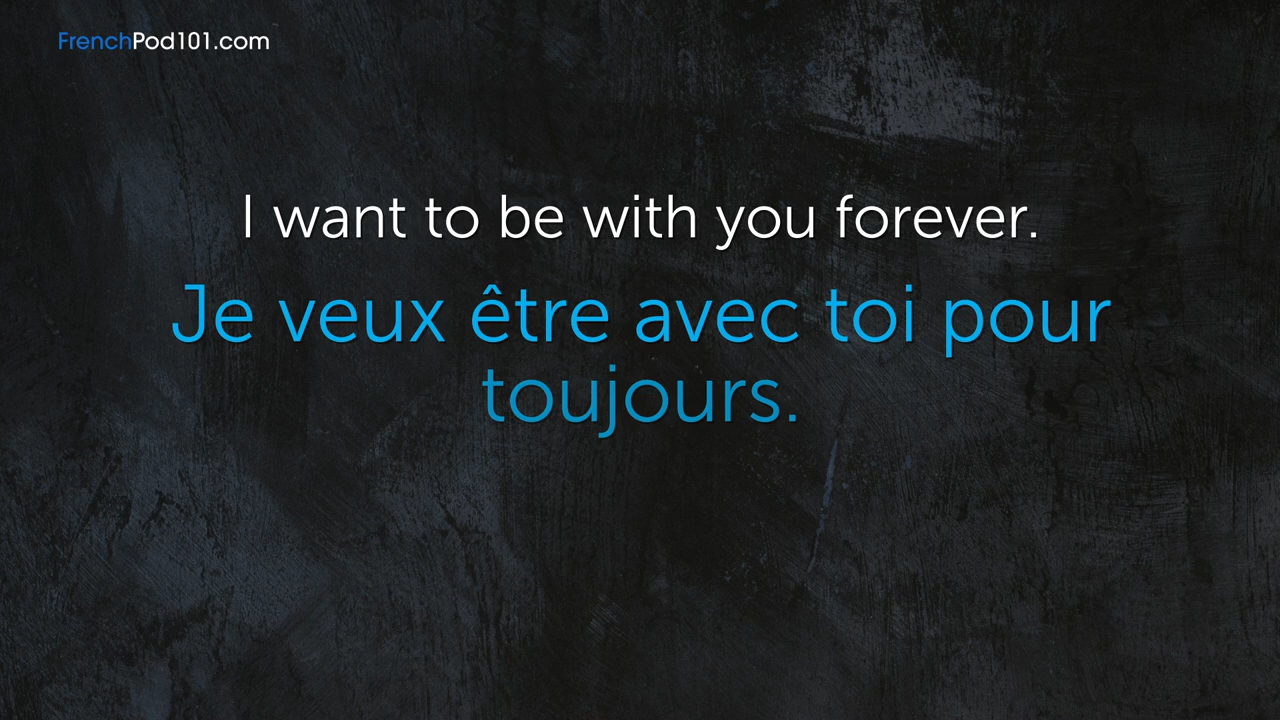 FrenchPod101.com
I want to be with you forever.
Je veux être avec toi pour
toujours.